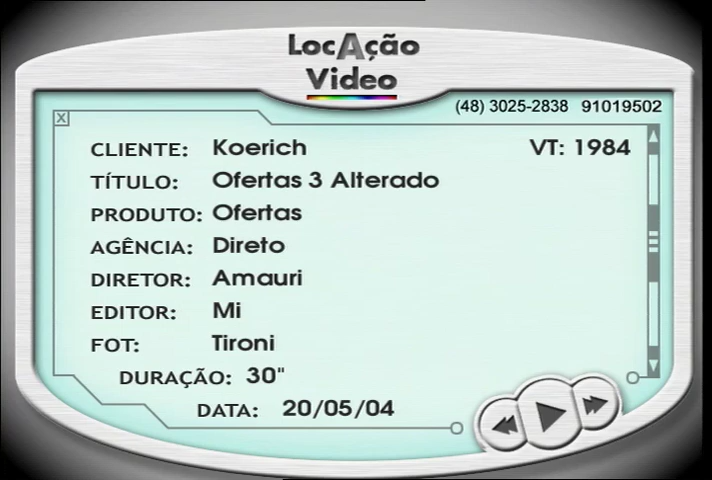 LocAção
Video
(48) 3025-2838 91019502
X
CLIENTE: Koerich VT: 1984
TÍTULO: Ofertas 3 Alterado
PRODUTO: Ofertas
AGÊNCIA: Direto
DIRETOR: Amauri
EDITOR: Mi
FOT: Tironi
DURAÇÃO: 30"
DATA: 20/05/04